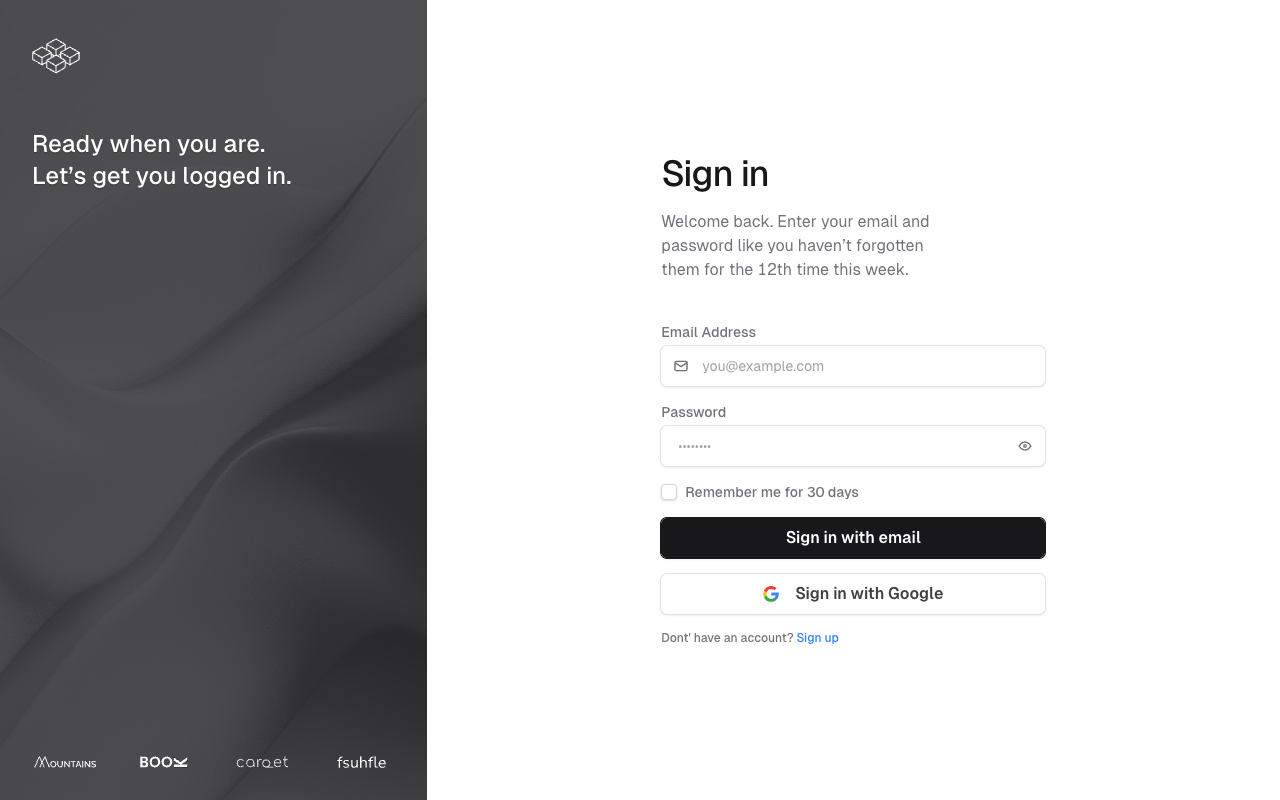 Ready when you are.
Let’s get you logged in.
MOUNTAINS
BOOK
carpet
fsuhfle
Sign in
Welcome back. Enter your email and
password like you haven’t forgotten
them for the 12th time this week.
Email Address
you@example.com
Password
••••••••
Remember me for 30 days
Sign in with email
Sign in with Google
Dont' have an account? Sign up